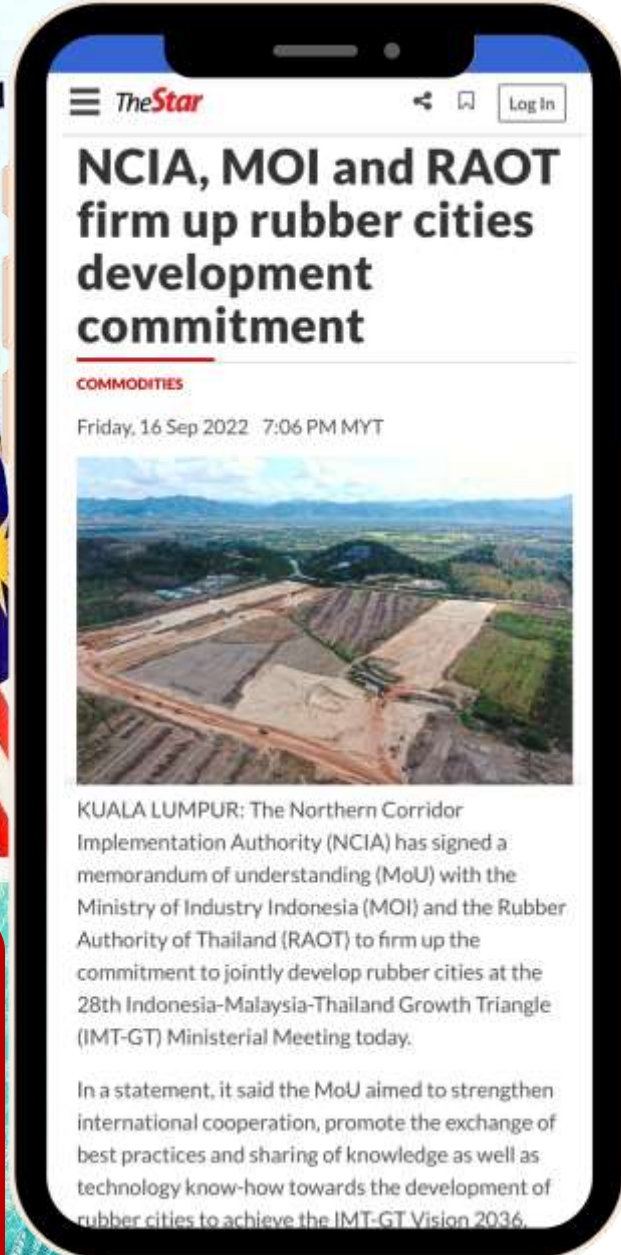 TheStar
Log In
NCIA, MOI and RAOT
firm up rubber cities
development
commitment
COMMODITIES
Friday, 16 Sep 2022 7:06 PM MYT
KUALA LUMPUR: The Northern Corridor
Implementation Authority (NCIA) has signed a
memorandum of understanding (MoU) with the
Ministry of Industry Indonesia (MOI) and the Rubber
Authority of Thailand (RAOT) to firm up the
commitment to jointly develop rubber cities at the
28th Indonesia-Malaysia-Thailand Growth Triangle
(IMT-GT) Ministerial Meeting today.
In a statement, it said the MoU aimed to strengthen
international cooperation, promote the exchange of
best practices and sharing of knowledge as well as
technology know-how towards the development of
rubber cities to achieve the IMT-GT Vision 2036.